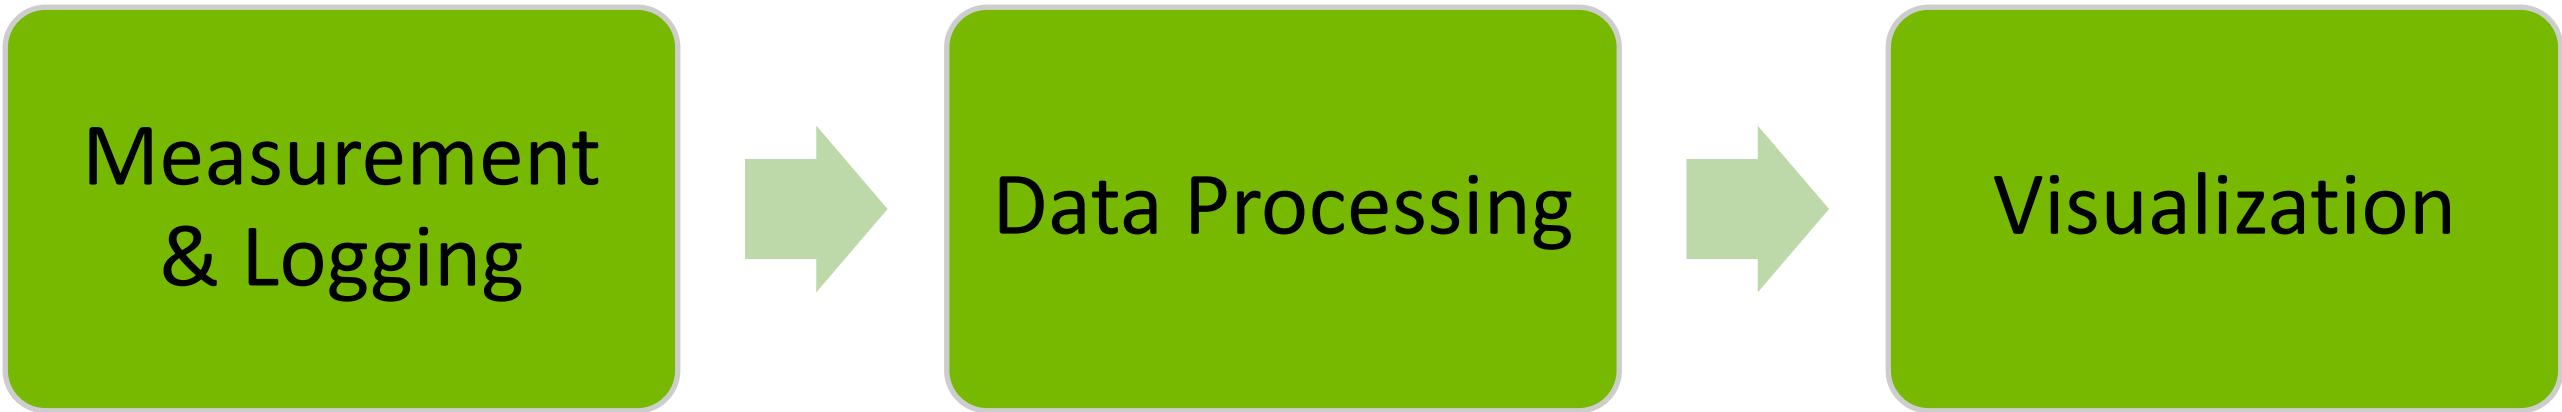 Measurement
& Logging
Data Processing
Visualization